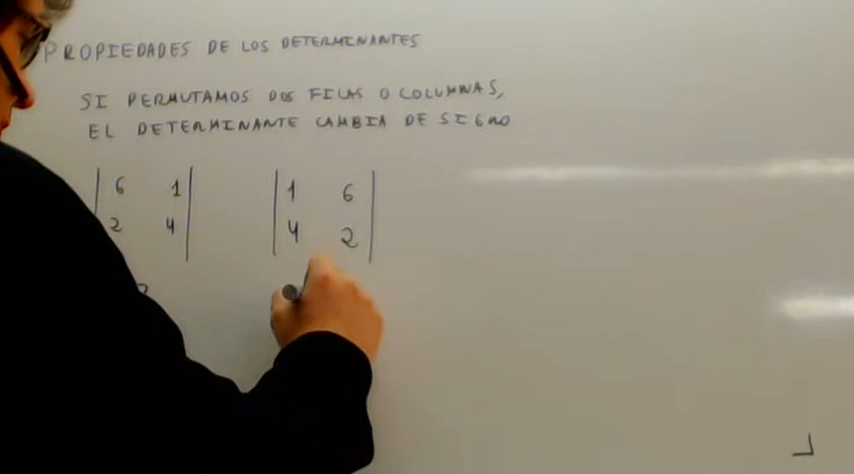 PROPIEDADES DE LOS DETERMINANTES
SI PERMUTAMOS DOS FILAS O COLUMNAS,
EL DETERMINANTE CAMBIA DE SIGNO
6 1 1 6
2 4 4 2